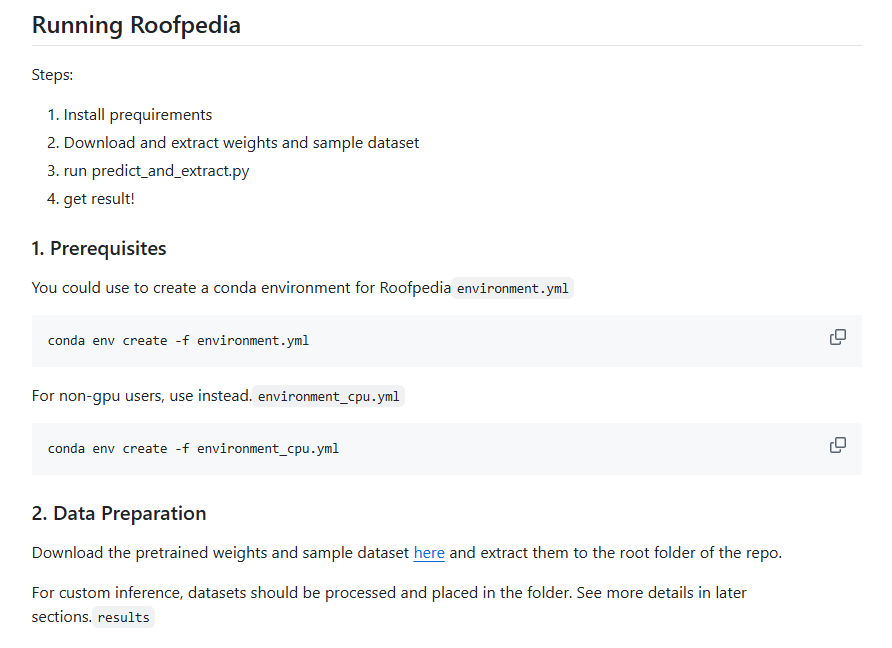 Running Roofpedia
Steps:
1. Install prequirements
2. Download and extract weights and sample dataset
3. run predict_and_extract.py
4. get result!
1. Prerequisites
You could use to create a conda environment for Roofpedia environment.yml
conda env create -f environment.yml
For non-gpu users, use instead. environment_cpu.yml
conda env create -f environment_cpu.yml
2. Data Preparation
Download the pretrained weights and sample dataset here and extract them to the root folder of the repo.
For custom inference, datasets should be processed and placed in the folder. See more details in later
sections. results